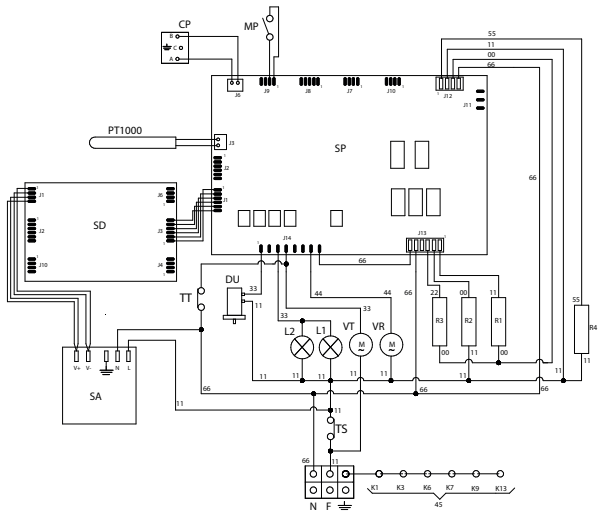 CP
B
C
A
MP
J6
J9
J8
J7
J10
J12
J11
55
11
00
66
PT1000
J3
J2
SP
J1
SD
J1
J2
J10
J6
J3
J4
J14
J13
66
66
DU
33
11
TT
33
44
33
44
66
22
00
11
55
L2
L1
VT
VR
M
M
R3
R2
R1
R4
00
11
00
11
11
11
11
11
11
11
66
66
66
V+
V-
N
L
SA
11
11
TS
66
11
K1
K3
K6
K7
K9
K13
45
N
F